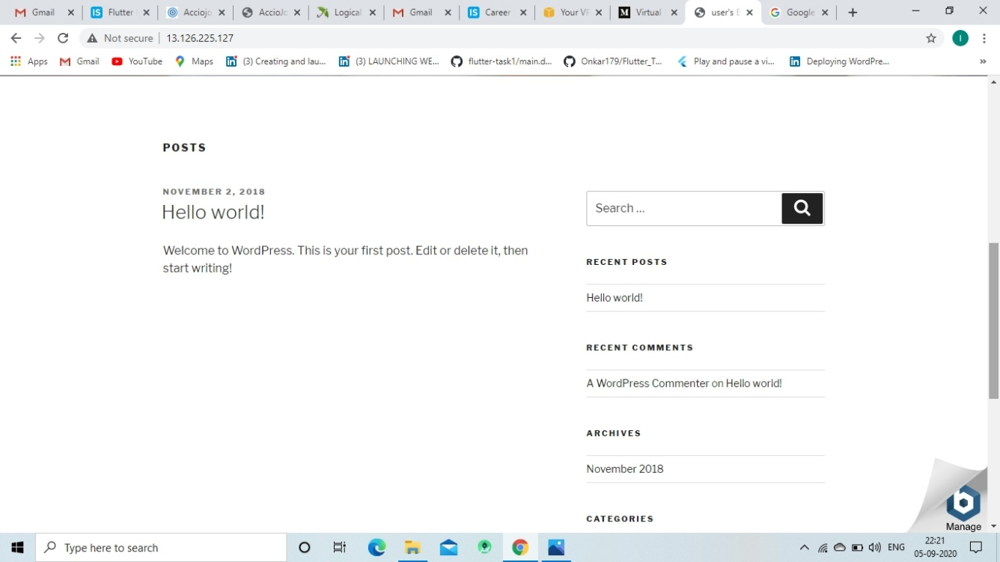 Gmail
Flutter
Acciojo
AccioJo
Logical
Gmail
Career
Your VP
Virtual
user's B
Google
Not secure
13.126.225.127
Apps
Gmail
YouTube
Maps
(3) Creating and lau...
(3) LAUNCHING WE...
flutter-task1/main.d...
Onkar179/Flutter_T...
Play and pause a vi...
Deploying WordPre...
»
POSTS
NOVEMBER 2, 2018
Hello world!
Welcome to WordPress. This is your first post. Edit or delete it, then
start writing!
Search …
RECENT POSTS
Hello world!
RECENT COMMENTS
A WordPress Commenter on Hello world!
ARCHIVES
November 2018
CATEGORIES
Manage
Type here to search
ENG
22:21
05-09-2020